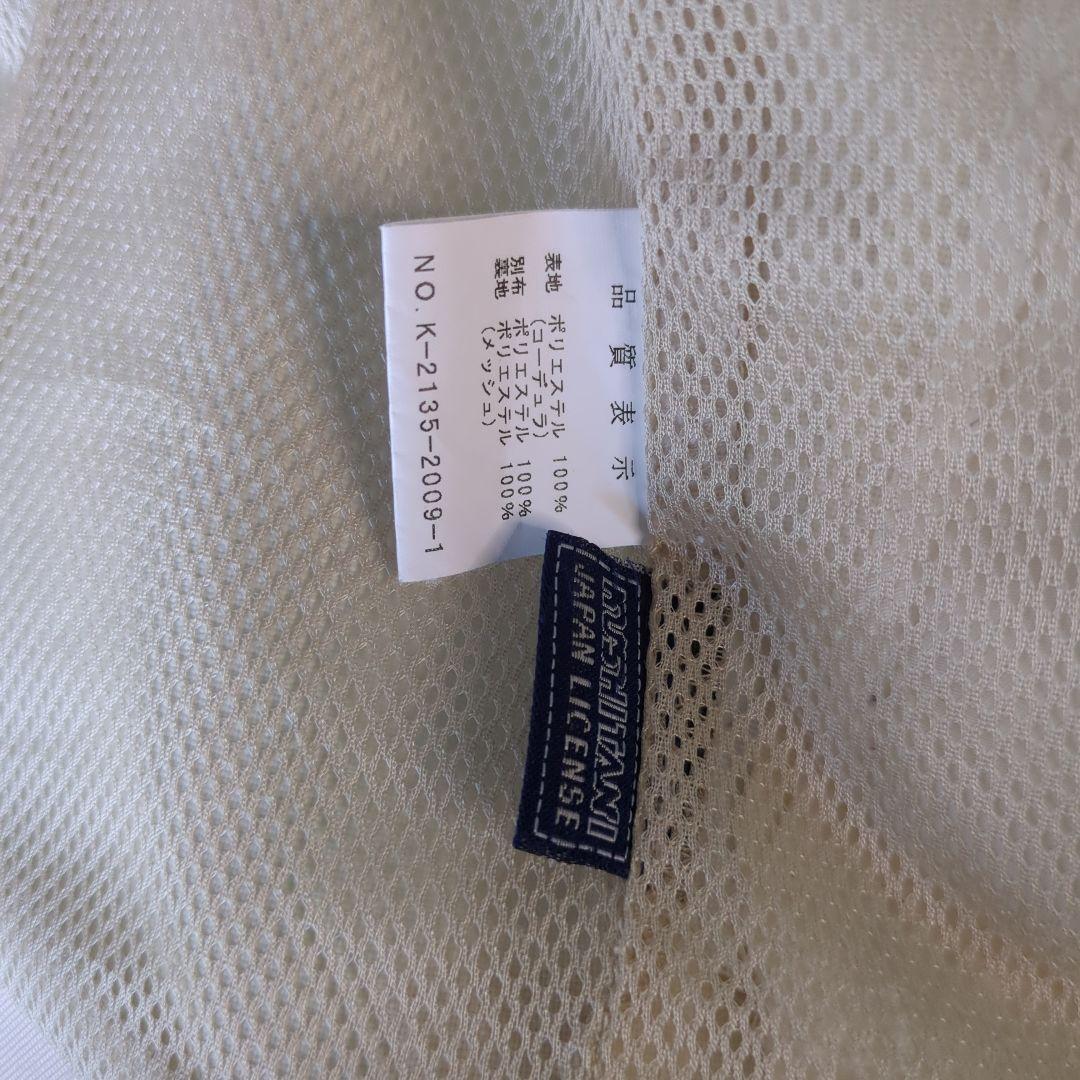 品質表示
表地 ポリエステル 100%
(コーデュラ)
別布 ポリエステル 100%
裏地 ポリエステル 100%
(メッシュ)
NO. K-2135-2009-1
KUSHITANI
JAPAN LICENSE